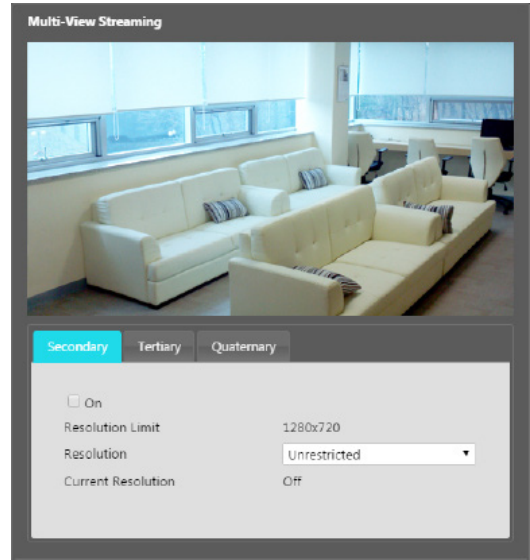 Multi-View Streaming
Secondary Tertiary Quaternary
On
Resolution Limit 1280x720
Resolution Unrestricted
Current Resolution Off